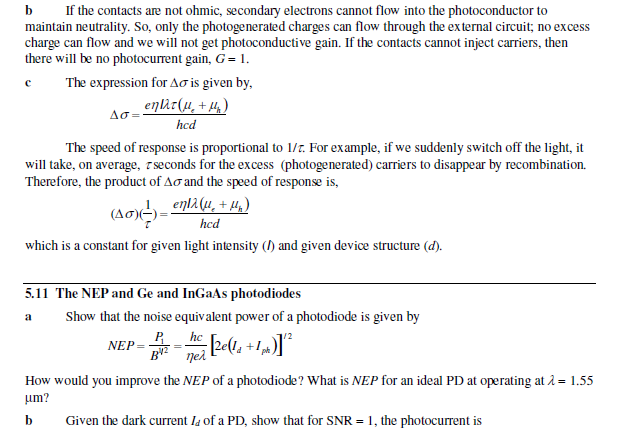 b If the contacts are not ohmic, secondary electrons cannot flow into the photoconductor to
maintain neutrality. So, only the photogenerated charges can flow through the external circuit; no excess
charge can flow and we will not get photoconductive gain. If the contacts cannot inject carriers, then
there will be no photocurrent gain, G = 1.
c The expression for Δσ is given by,
Δσ = eηIλτ(μe + μh) / hcd
The speed of response is proportional to 1/τ. For example, if we suddenly switch off the light, it
will take, on average, τ seconds for the excess (photogenerated) carriers to disappear by recombination.
Therefore, the product of Δσ and the speed of response is,
(Δσ)(1/τ) = eηIλ(μe + μh) / hcd
which is a constant for given light intensity (I) and given device structure (d).
5.11 The NEP and Ge and InGaAs photodiodes
a Show that the noise equivalent power of a photodiode is given by
NEP = P1 / B^1/2 = hc / ηeλ [2e(Id + Iph)]^1/2
How would you improve the NEP of a photodiode? What is NEP for an ideal PD at operating at λ = 1.55
μm?
b Given the dark current Id of a PD, show that for SNR = 1, the photocurrent is